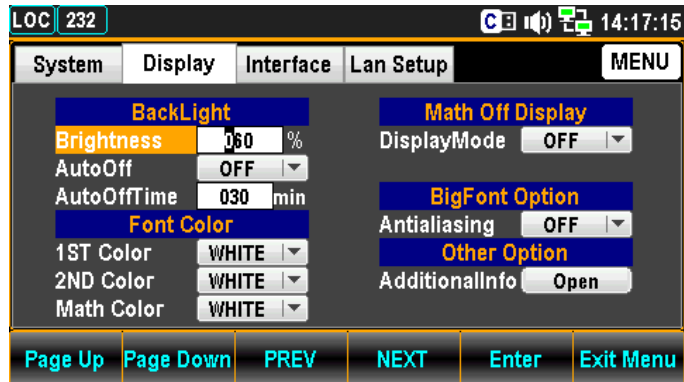 LOC 232 C 14:17:15
System Display Interface Lan Setup MENU
BackLight
Brightness 060 %
AutoOff OFF
AutoOffTime 030 min
Font Color
1ST Color WHITE
2ND Color WHITE
Math Color WHITE
Math Off Display
DisplayMode OFF
BigFont Option
Antialiasing OFF
Other Option
AdditionalInfo Open
Page Up Page Down PREV NEXT Enter Exit Menu